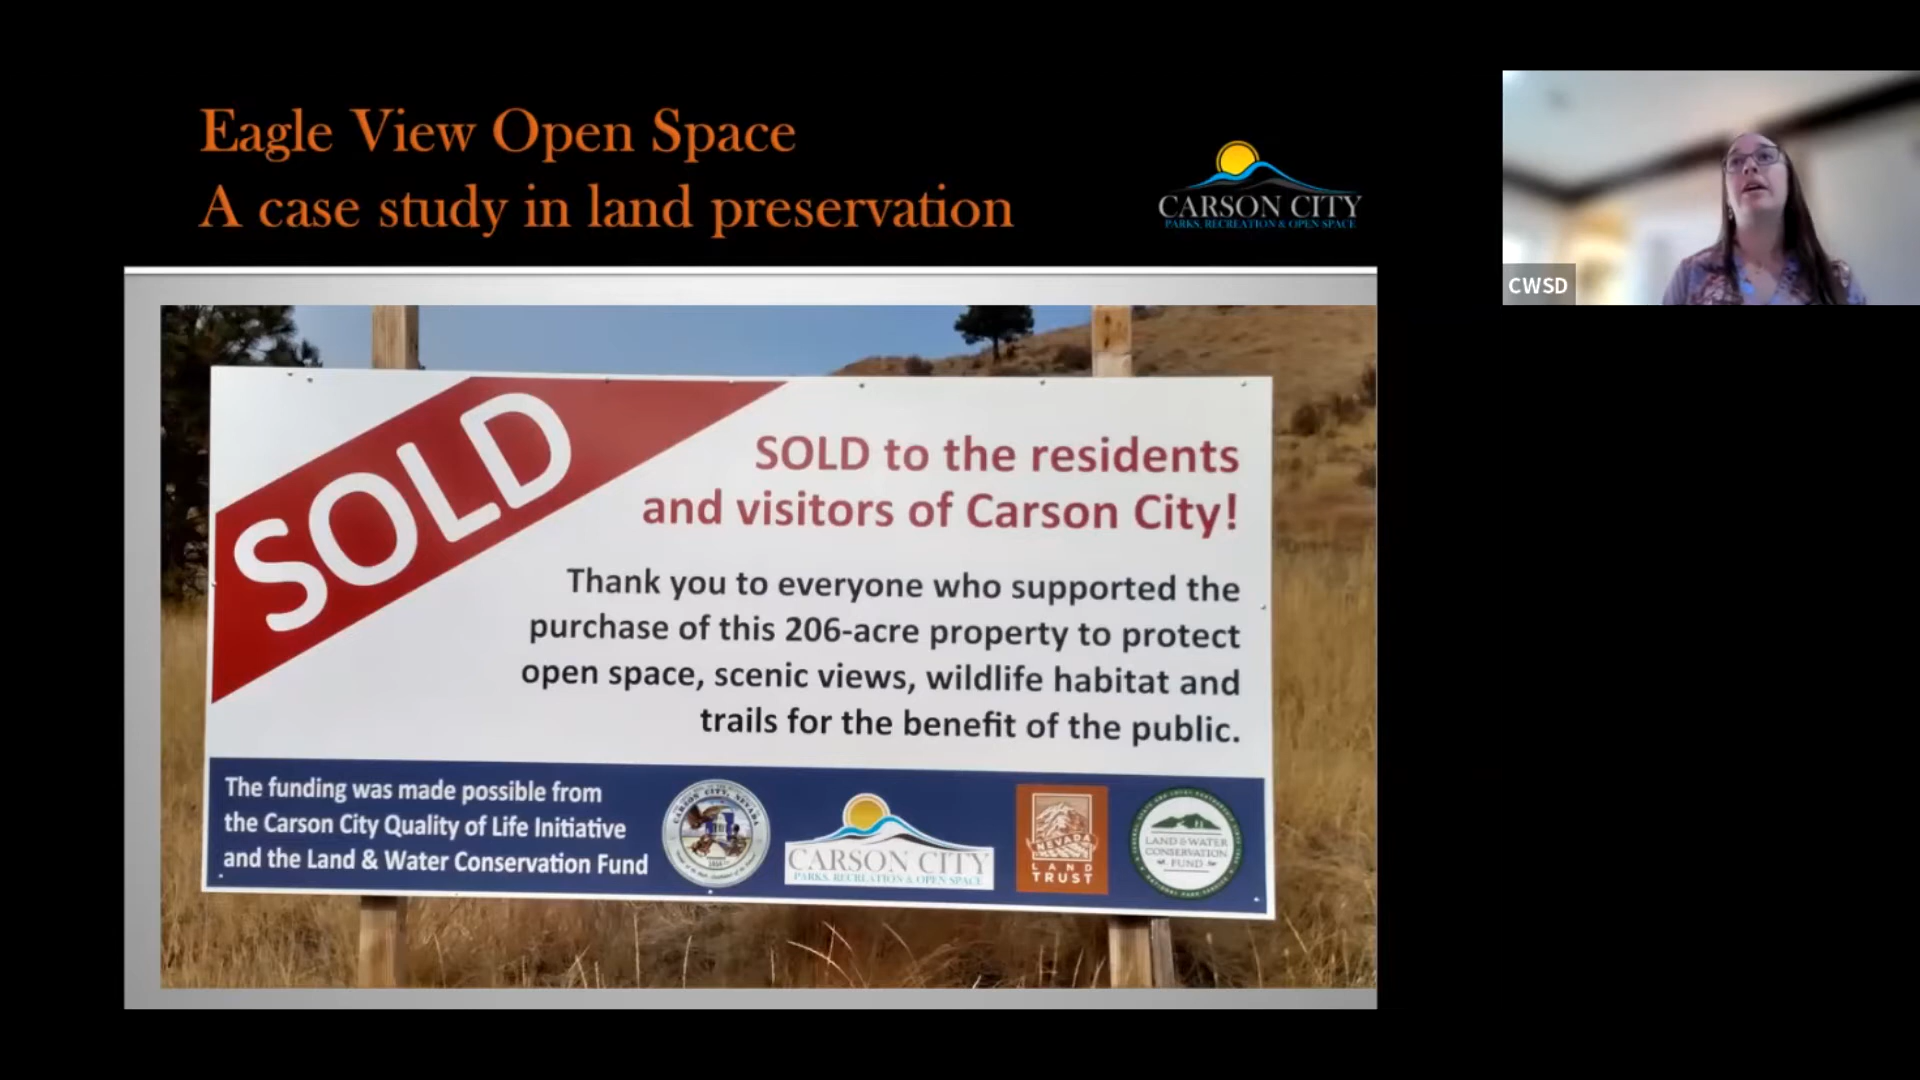 Eagle View Open Space
A case study in land preservation
CARSON CITY
PARKS, RECREATION & OPEN SPACE
CWSD
SOLD
SOLD to the residents
and visitors of Carson City!
Thank you to everyone who supported the
purchase of this 206-acre property to protect
open space, scenic views, wildlife habitat and
trails for the benefit of the public.
The funding was made possible from
the Carson City Quality of Life Initiative
and the Land & Water Conservation Fund
CARSON CITY, NEVADA
CARSON CITY
PARKS, RECREATION & OPEN SPACE
NEVADA
LAND
TRUST
LAND & WATER
CONSERVATION
FUND